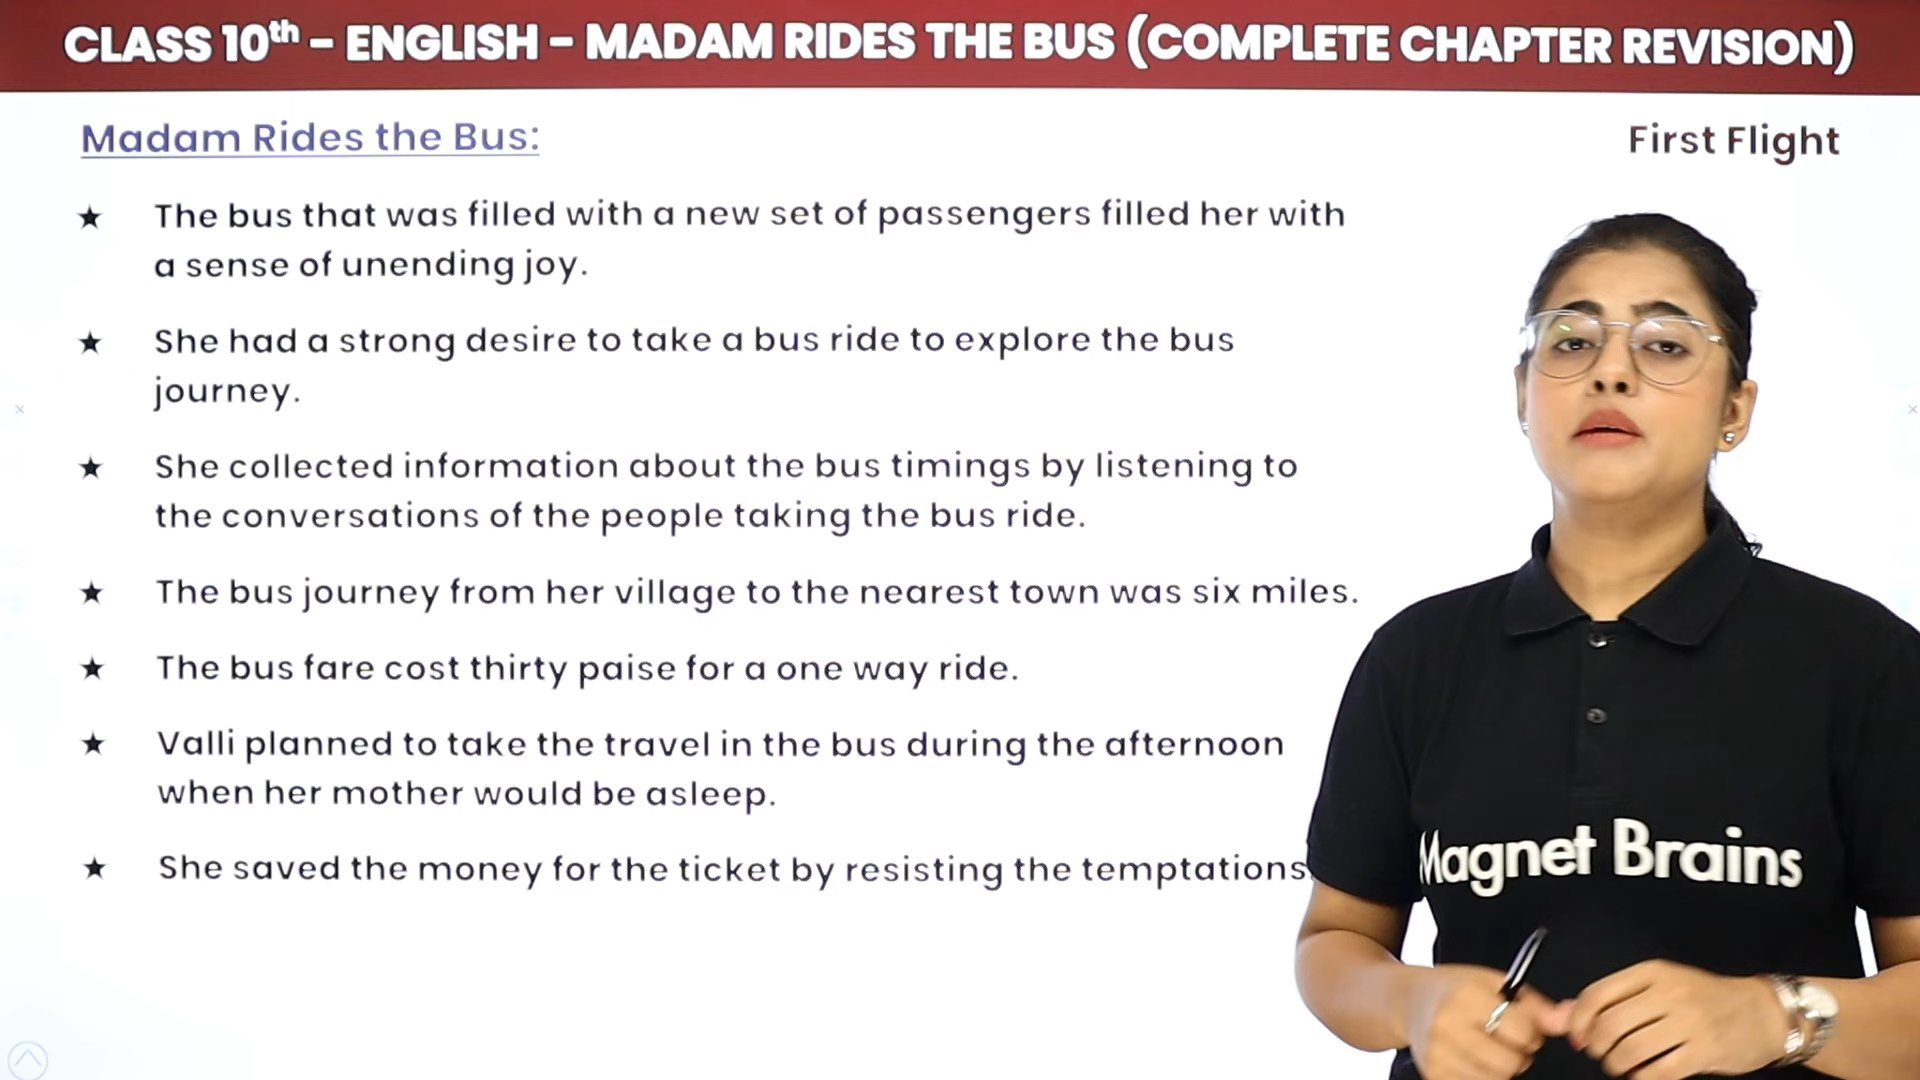 CLASS 10th - ENGLISH - MADAM RIDES THE BUS (COMPLETE CHAPTER REVISION)
Madam Rides the Bus:
First Flight
★ The bus that was filled with a new set of passengers filled her with
a sense of unending joy.
★ She had a strong desire to take a bus ride to explore the bus
journey.
★ She collected information about the bus timings by listening to
the conversations of the people taking the bus ride.
★ The bus journey from her village to the nearest town was six miles.
★ The bus fare cost thirty paise for a one way ride.
★ Valli planned to take the travel in the bus during the afternoon
when her mother would be asleep.
★ She saved the money for the ticket by resisting the temptations.
Magnet Brains